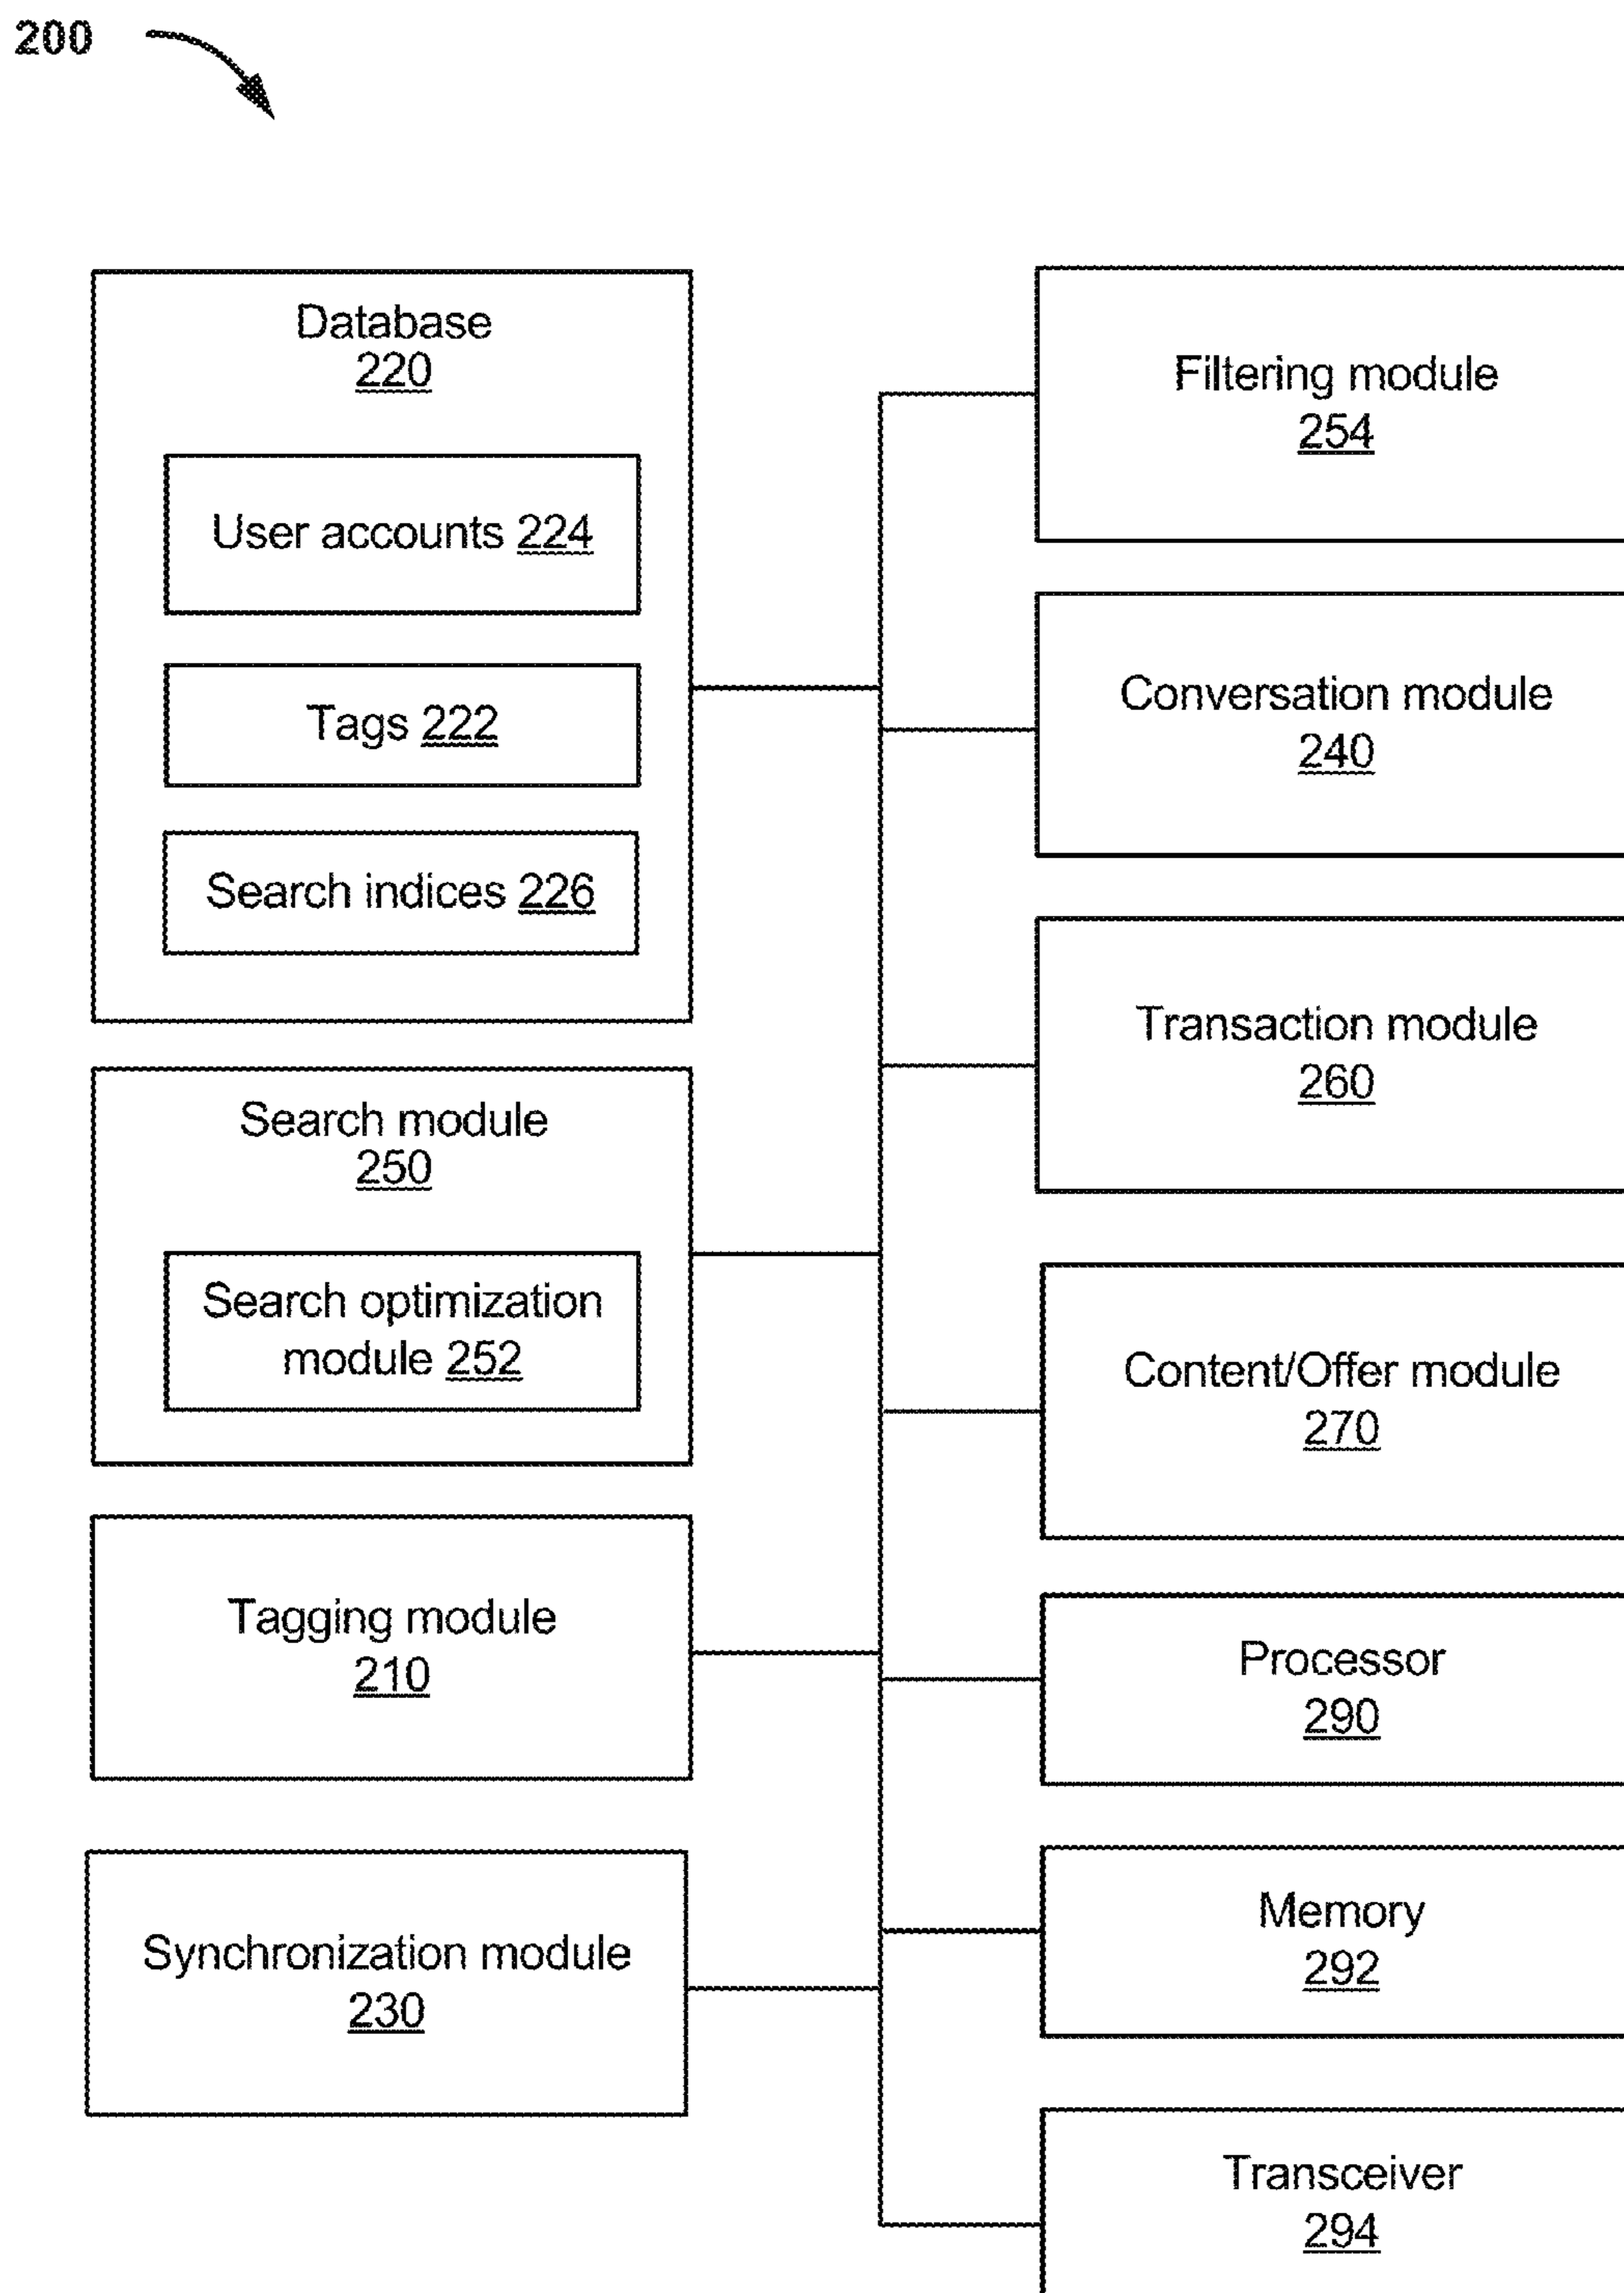 200
Database
220
User accounts 224
Tags 222
Search indices 226
Search module
250
Search optimization
module 252
Tagging module
210
Synchronization module
230
Filtering module
254
Conversation module
240
Transaction module
260
Content/Offer module
270
Processor
290
Memory
292
Transceiver
294